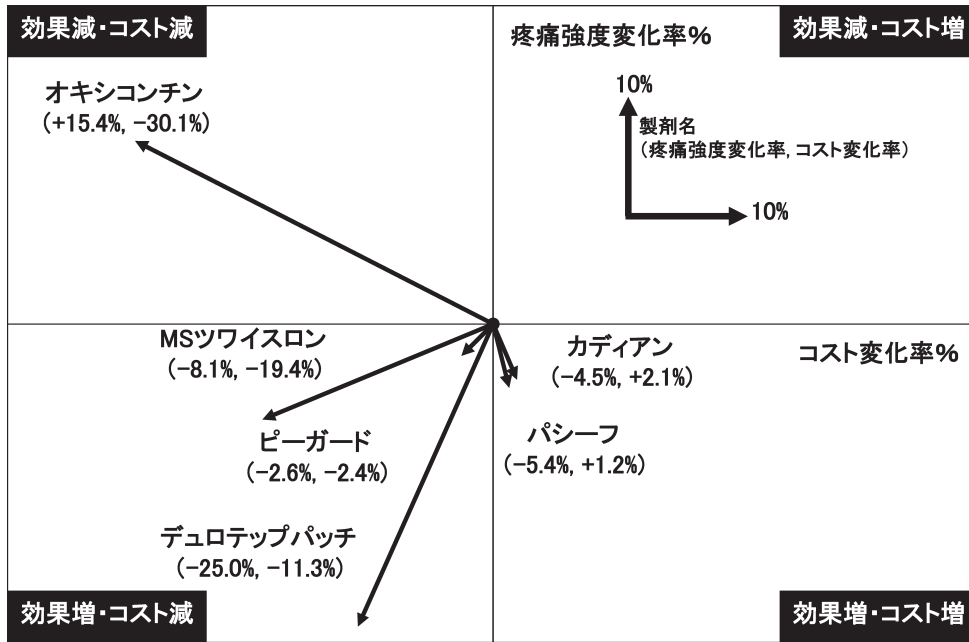 効果減・コスト減
疼痛強度変化率%
効果減・コスト増
オキシコンチン
(+15.4%, −30.1%)
10%
製剤名
(疼痛強度変化率, コスト変化率)
10%
MSツワイスロン
(−8.1%, −19.4%)
カディアン
(−4.5%, +2.1%)
コスト変化率%
ピーガード
(−2.6%, −2.4%)
パシーフ
(−5.4%, +1.2%)
デュロテップパッチ
(−25.0%, −11.3%)
効果増・コスト減
効果増・コスト増